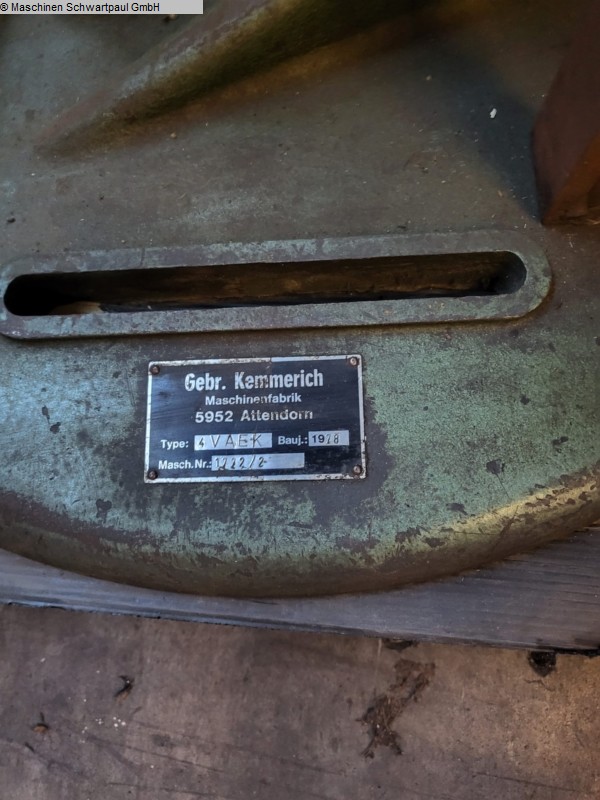 © Maschinen Schwartpaul GmbH
Gebr. Kemmerich
Maschinenfabrik
5952 Attendorn
Type: 4 VAEK Bauj.: 1978
Masch.Nr.: